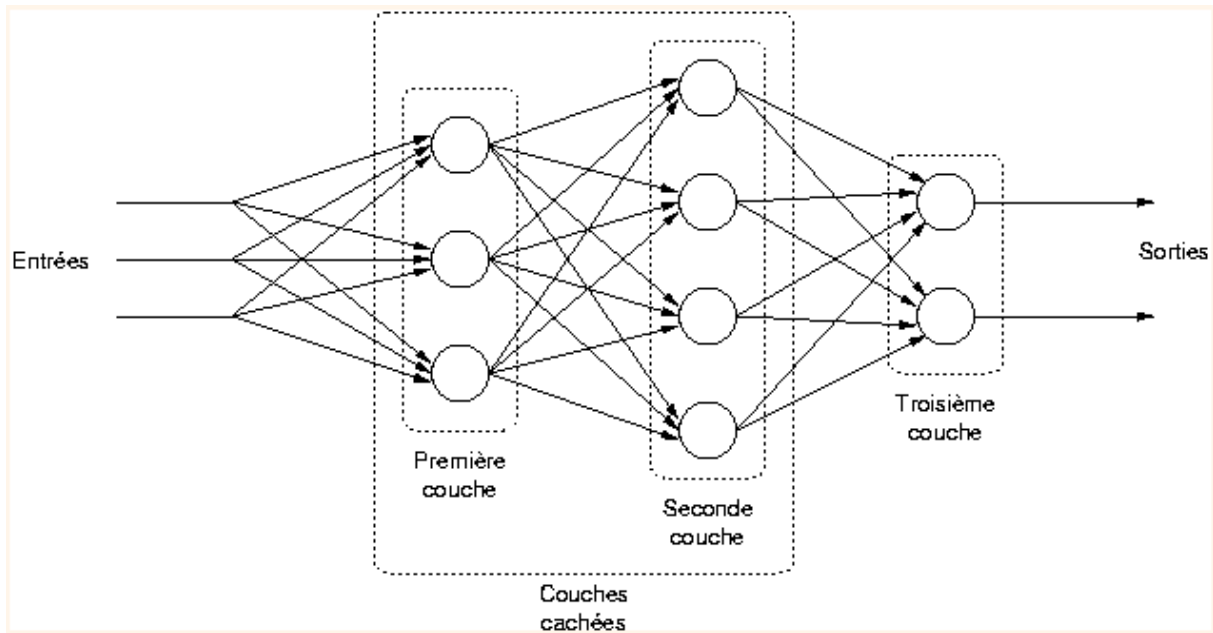 Entrées
Première
couche
Seconde
couche
Couches
cachées
Troisième
couche
Sorties